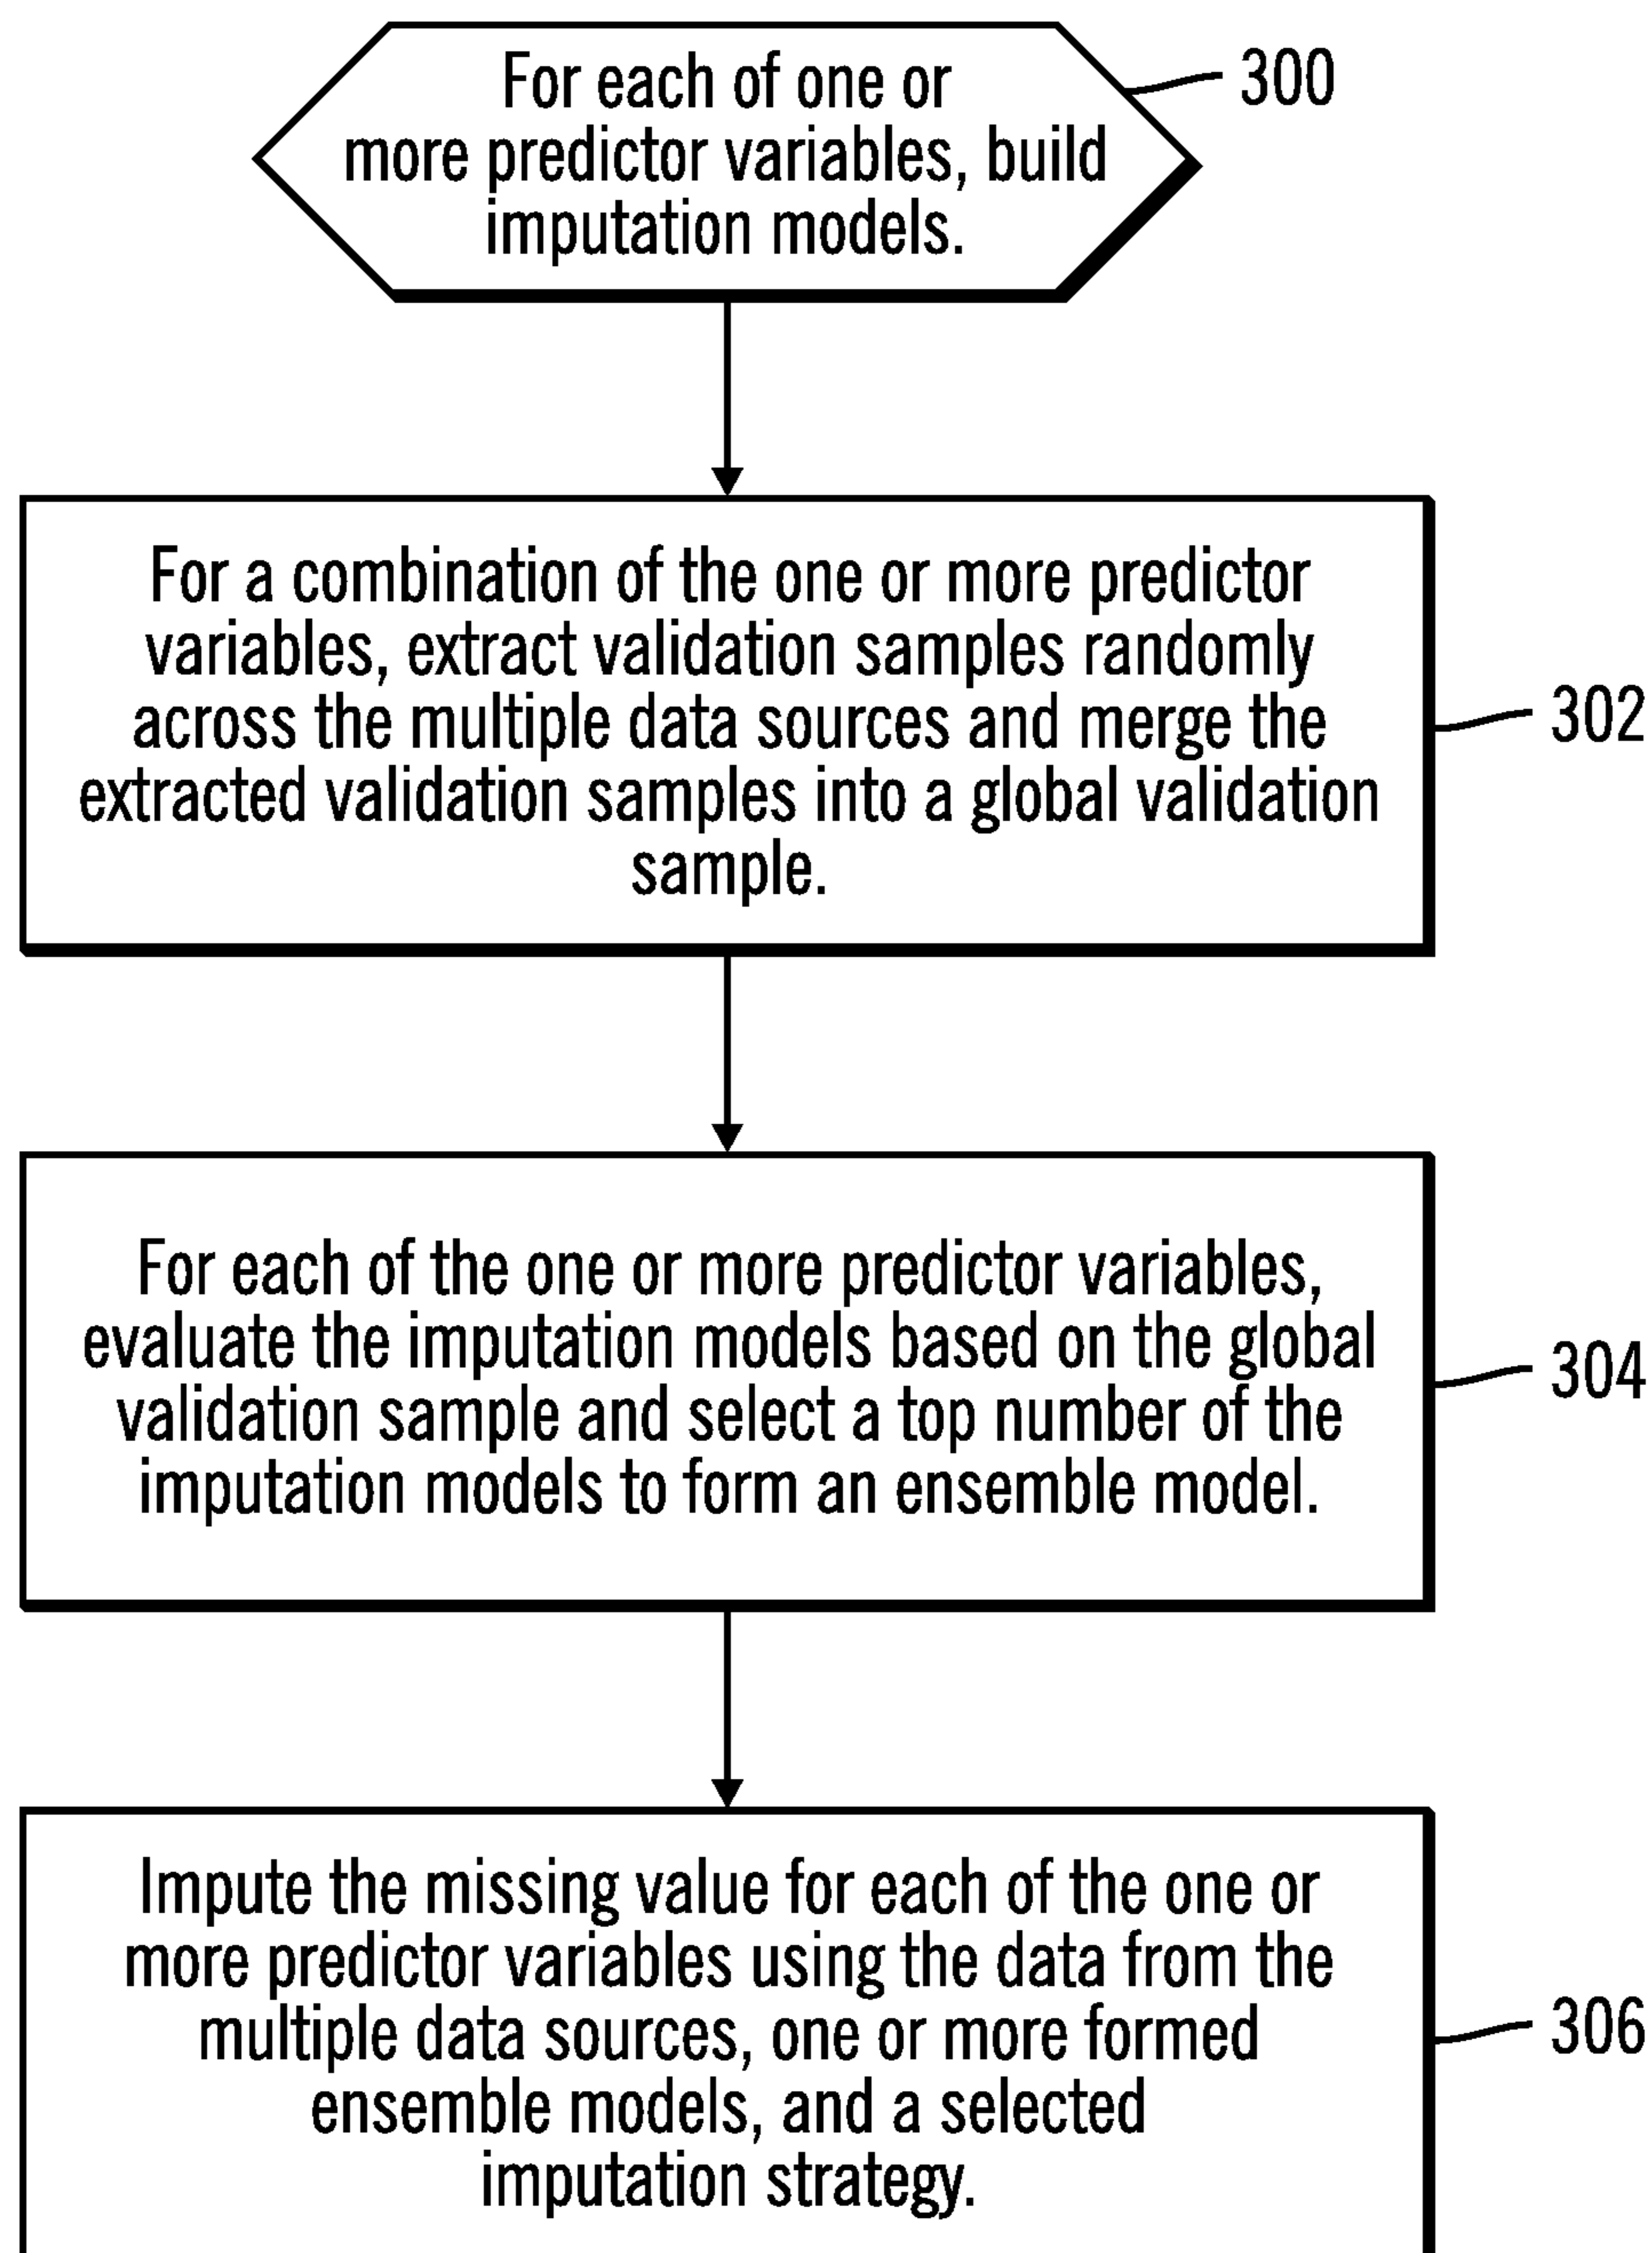 For each of one or
more predictor variables, build
imputation models.
300
For a combination of the one or more predictor
variables, extract validation samples randomly
across the multiple data sources and merge the
extracted validation samples into a global validation
sample.
302
For each of the one or more predictor variables,
evaluate the imputation models based on the global
validation sample and select a top number of the
imputation models to form an ensemble model.
304
Impute the missing value for each of the one or
more predictor variables using the data from the
multiple data sources, one or more formed
ensemble models, and a selected
imputation strategy.
306